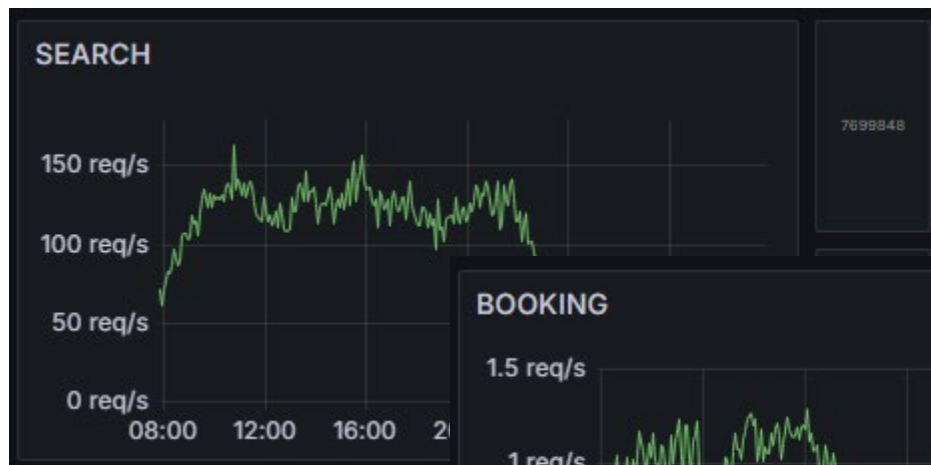 SEARCH
7699848
150 req/s
100 req/s
50 req/s
0 req/s
08:00 12:00 16:00
BOOKING
1.5 req/s
1 req/s